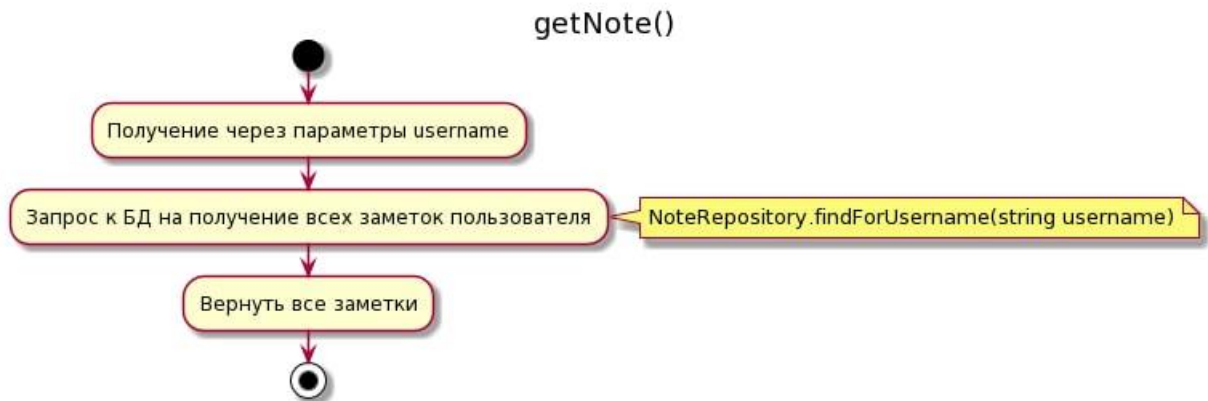 getNote()
Получение через параметры username
Запрос к БД на получение всех заметок пользователя
NoteRepository.findForUsername(string username)
Вернуть все заметки